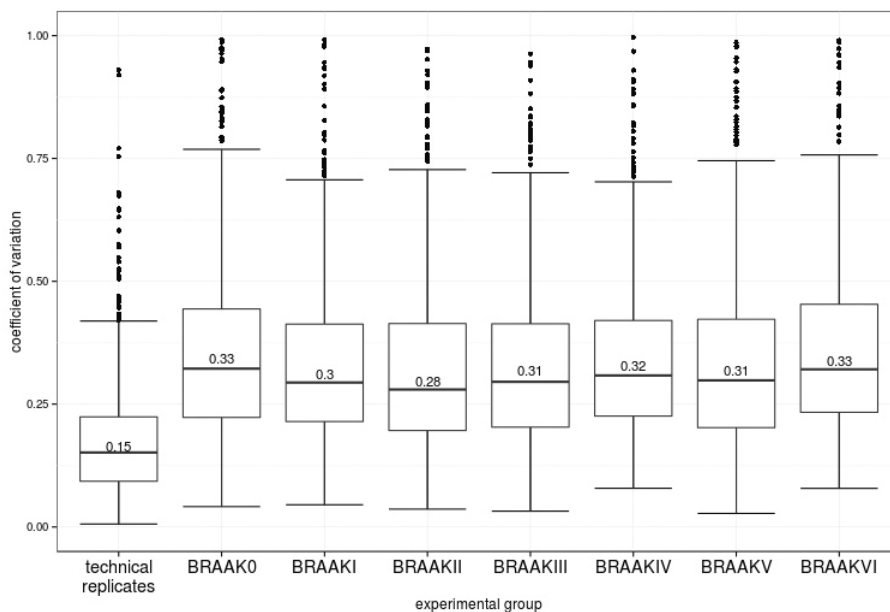 coefficient of variation
1.00
0.75
0.50
0.25
0.00
0.15
0.33
0.3
0.28
0.31
0.32
0.31
0.33
technical
replicates
BRAAK0
BRAAKI
BRAAKII
BRAAKIII
BRAAKIV
BRAAKV
BRAAKVI
experimental group